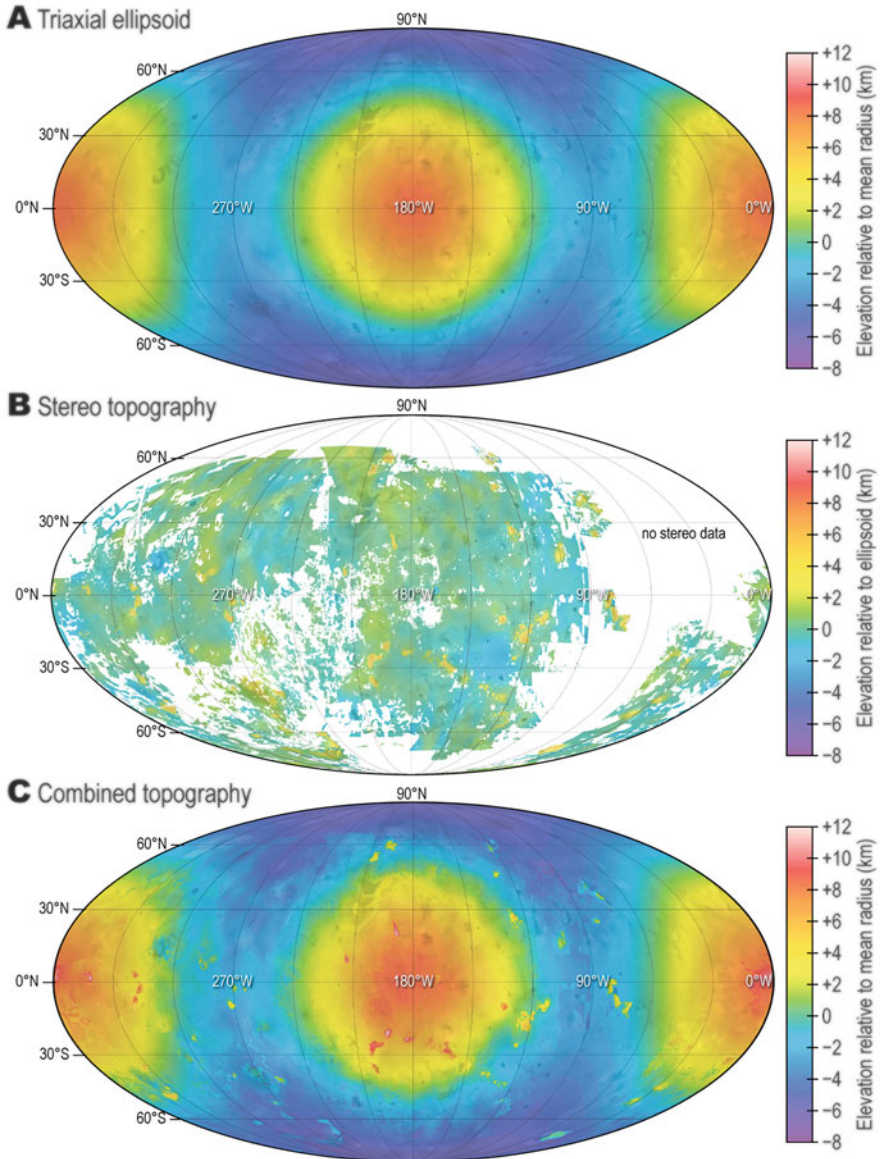 A Triaxial ellipsoid
90°N
60°N
30°N
0°N
30°S
60°S
270°W
180°W
90°W
0°W
+12
+10
+8
+6
+4
+2
0
−2
−4
−6
−8
Elevation relative to mean radius (km)
B Stereo topography
90°N
60°N
30°N
0°N
30°S
60°S
270°W
180°W
90°W
0°W
no stereo data
+12
+10
+8
+6
+4
+2
0
−2
−4
−6
−8
Elevation relative to ellipsoid (km)
C Combined topography
90°N
60°N
30°N
0°N
30°S
60°S
270°W
180°W
90°W
0°W
+12
+10
+8
+6
+4
+2
0
−2
−4
−6
−8
Elevation relative to mean radius (km)